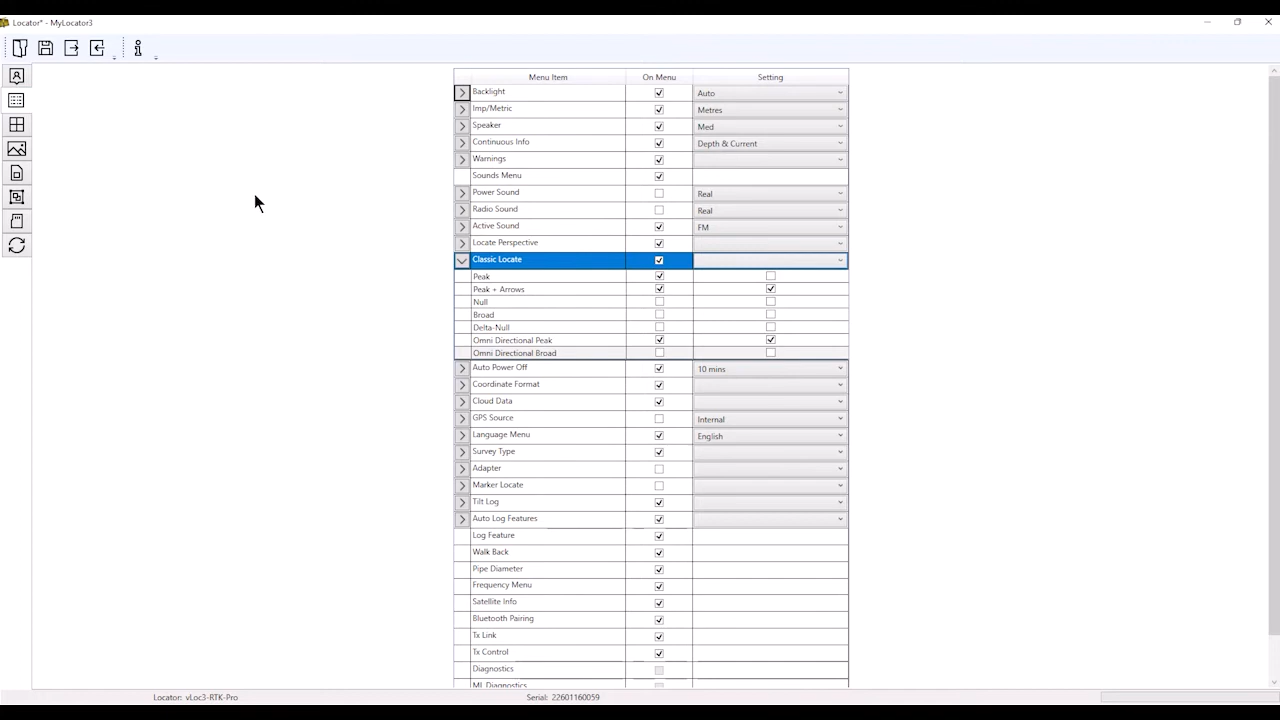 Locator* - MyLocator3
Menu Item On Menu Setting
Backlight Auto
Imp/Metric Metres
Speaker Med
Continuous Info Depth & Current
Warnings
Sounds Menu
Power Sound Real
Radio Sound Real
Active Sound FM
Locate Perspective
Classic Locate
Peak
Peak + Arrows
Null
Broad
Delta-Null
Omni Directional Peak
Omni Directional Broad
Auto Power Off 10 mins
Coordinate Format
Cloud Data
GPS Source Internal
Language Menu English
Survey Type
Adapter
Marker Locate
Tilt Log
Auto Log Features
Log Feature
Walk Back
Pipe Diameter
Frequency Menu
Satellite Info
Bluetooth Pairing
Tx Link
Tx Control
Diagnostics
ML Diagnostics
Locator: vLoc3-RTK-Pro Serial: 22601160059